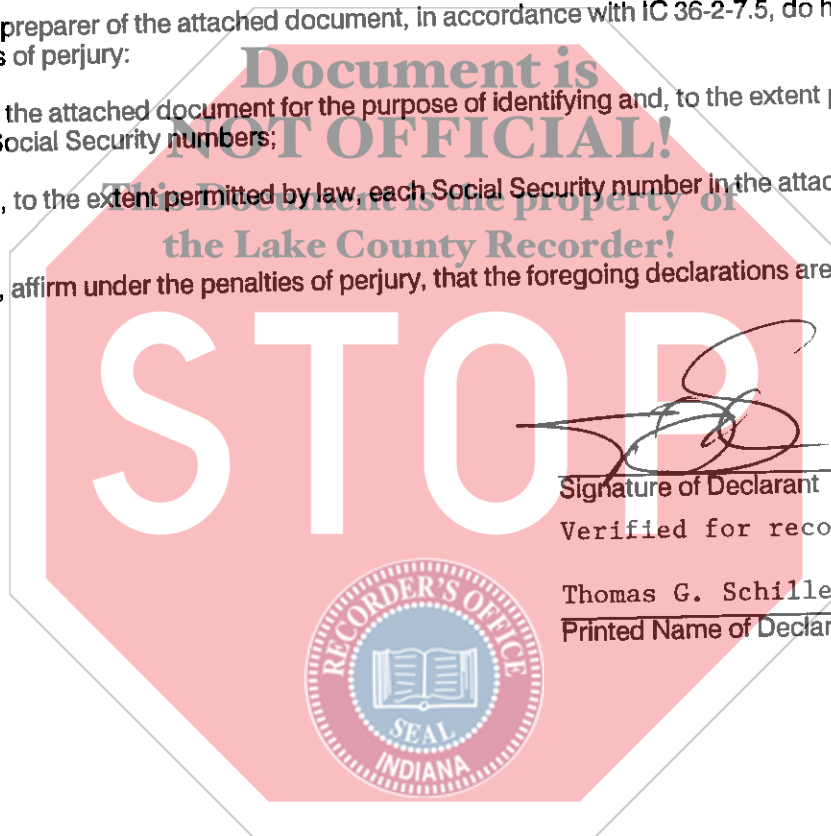 preparer of the attached document, in accordance with IC 36-2-7.5, do h
s of perjury:
Document is
the attached document for the purpose of identifying and, to the extent p
NOT OFFICIAL!
Social Security numbers;
, to the extent permitted by law, each Social Security number in the attac
This Document is the property of
the Lake County Recorder!
, affirm under the penalties of perjury, that the foregoing declarations are
STOP
Signature of Declarant
Verified for reco
Thomas G. Schille
Printed Name of Declar
RECORDER'S OFFICE
SEAL
INDIANA